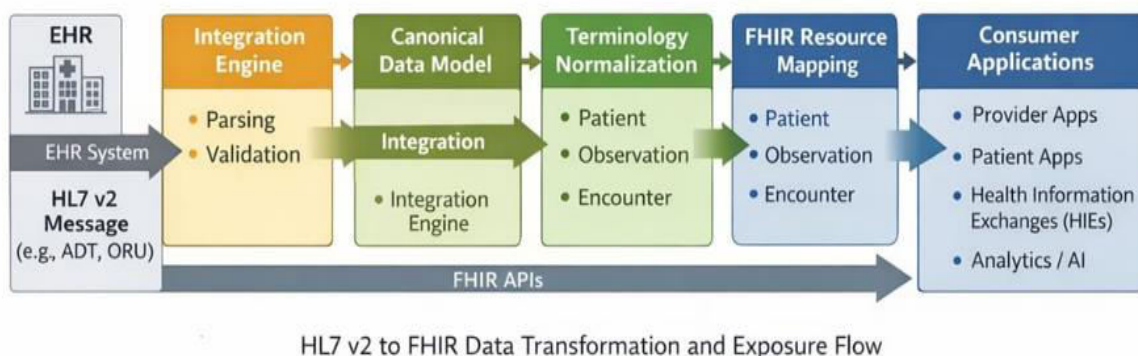 EHR
EHR System
HL7 v2
Message
(e.g., ADT, ORU)
Integration
Engine
• Parsing
• Validation
Canonical
Data Model
Integration
• Integration
Engine
Terminology
Normalization
• Patient
• Observation
• Encounter
FHIR Resource
Mapping
• Patient
• Observation
• Encounter
Consumer
Applications
• Provider Apps
• Patient Apps
• Health Information
Exchanges (HIEs)
• Analytics / AI
FHIR APIs
HL7 v2 to FHIR Data Transformation and Exposure Flow